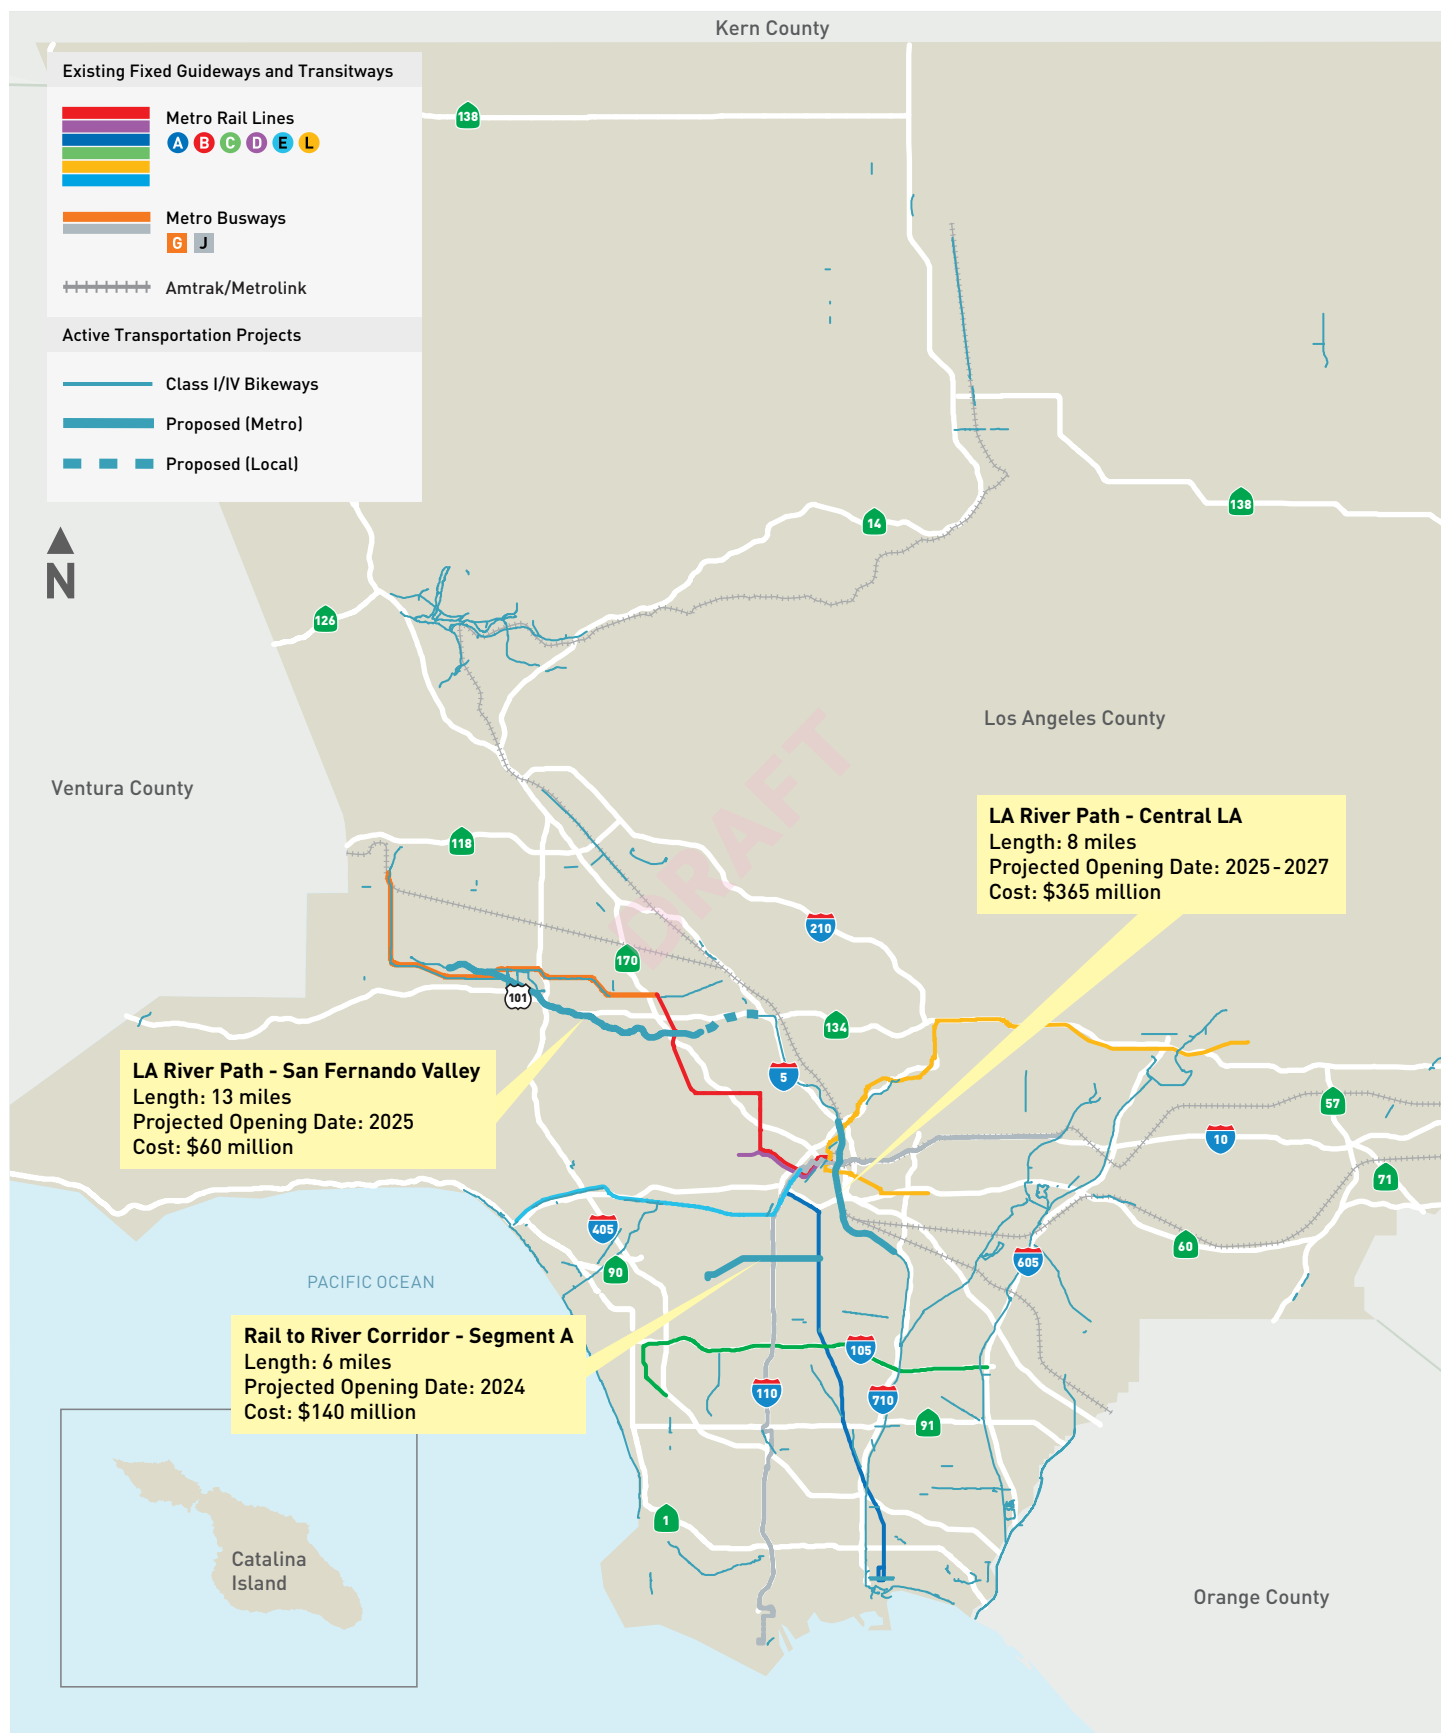 Kern County
Existing Fixed Guideways and Transitways
Metro Rail Lines
A B C D E L
Metro Busways
G J
Amtrak/Metrolink
Active Transportation Projects
Class I/IV Bikeways
Proposed (Metro)
Proposed (Local)
N
138
14
138
126
Los Angeles County
Ventura County
DRAFT
LA River Path - Central LA
Length: 8 miles
Projected Opening Date: 2025-2027
Cost: $365 million
118
210
170
101
134
LA River Path - San Fernando Valley
Length: 13 miles
Projected Opening Date: 2025
Cost: $60 million
5
57
10
71
405
60
90
605
PACIFIC OCEAN
Rail to River Corridor - Segment A
Length: 6 miles
Projected Opening Date: 2024
Cost: $140 million
105
110
710
91
1
Catalina
Island
Orange County